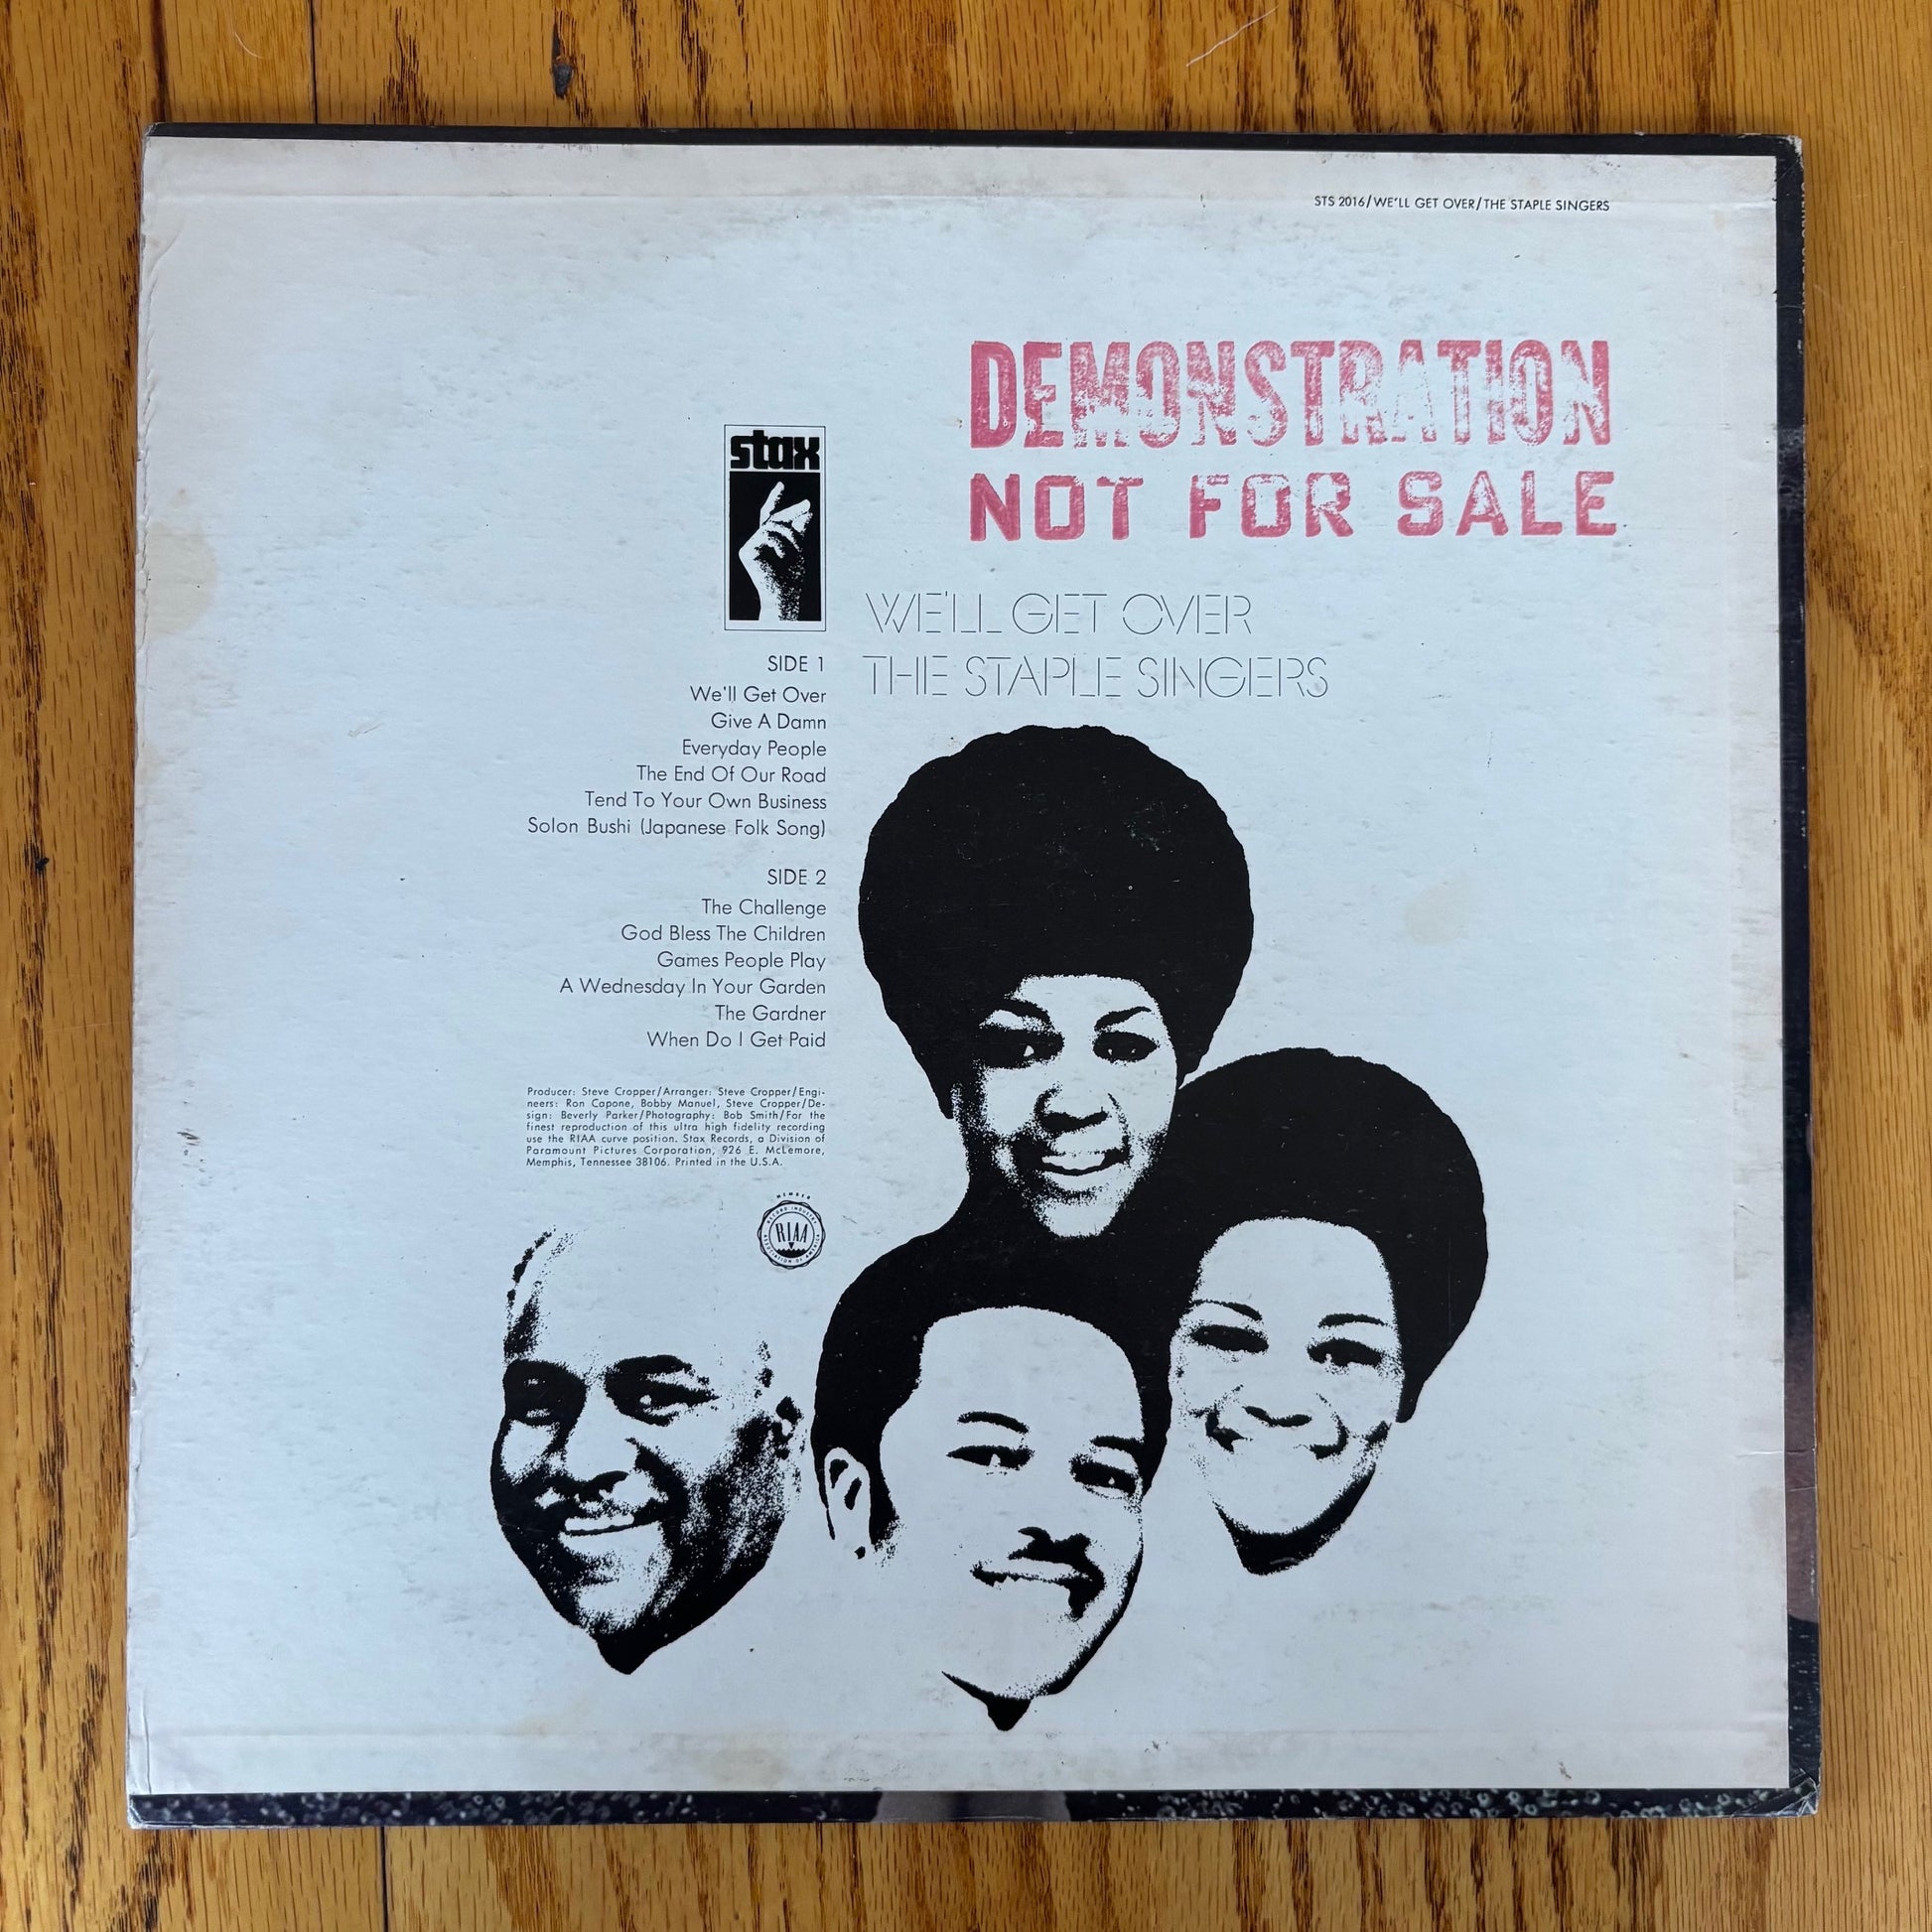 STS 2016/WE'LL GET OVER/THE STAPLE SINGERS
DEMONSTRATION
NOT FOR SALE
stax
WE'LL GET OVER
THE STAPLE SINGERS
SIDE 1
We'll Get Over
Give A Damn
Everyday People
The End Of Our Road
Tend To Your Own Business
Solon Bushi (Japanese Folk Song)
SIDE 2
The Challenge
God Bless The Children
Games People Play
A Wednesday In Your Garden
The Gardner
When Do I Get Paid
Producer: Steve Cropper/Arranger: Steve Cropper/Engi-
neers: Ron Capone, Bobby Manuel, Steve Cropper/De-
sign: Beverly Parker/Photography: Bob Smith/For the
finest reproduction of this ultra high fidelity recording
use the RIAA curve position. Stax Records, a Division of
Paramount Pictures Corporation, 926 E. McLemore,
Memphis, Tennessee 38106. Printed in the U.S.A.
MEMBER
RECORD INDUSTRY
RIAA
ASSOCIATION OF AMERICA